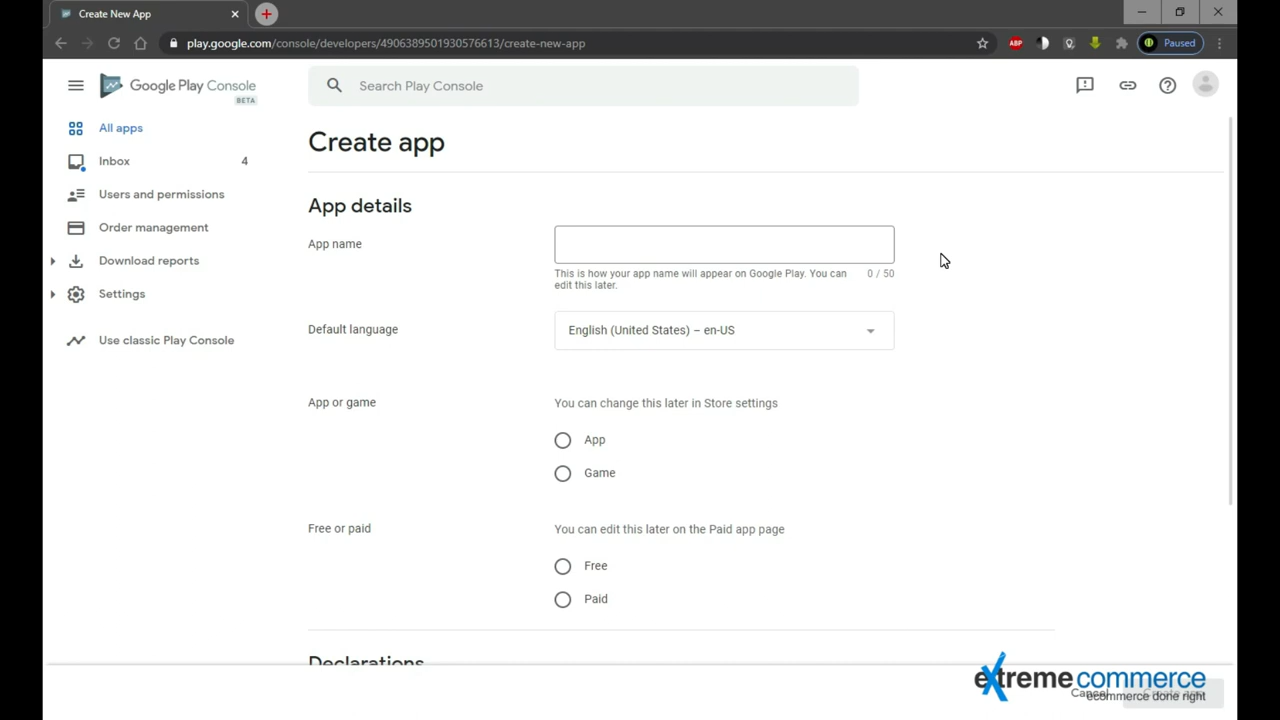 Create New App
play.google.com/console/developers/4906389501930576613/create-new-app
ABP
Paused
Google Play Console
BETA
Search Play Console
All apps
Inbox 4
Users and permissions
Order management
Download reports
Settings
Use classic Play Console
Create app
App details
App name
This is how your app name will appear on Google Play. You can 0 / 50
edit this later.
Default language
English (United States) – en-US
App or game
You can change this later in Store settings
App
Game
Free or paid
You can edit this later on the Paid app page
Free
Paid
Declarations
extreme commerce
Cancel
ecommerce done right